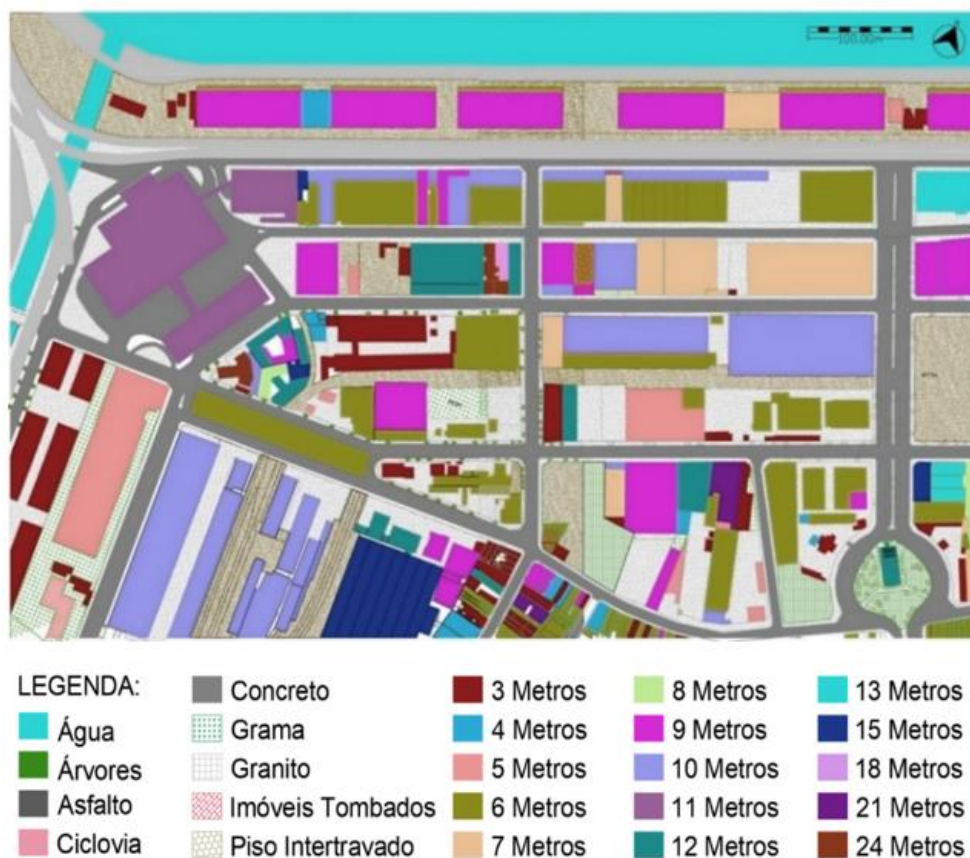 100,00m
LEGENDA:
Água
Árvores
Asfalto
Ciclovia
Concreto
Grama
Granito
Imóveis Tombados
Piso Intertravado
3 Metros
4 Metros
5 Metros
6 Metros
7 Metros
8 Metros
9 Metros
10 Metros
11 Metros
12 Metros
13 Metros
15 Metros
18 Metros
21 Metros
24 Metros